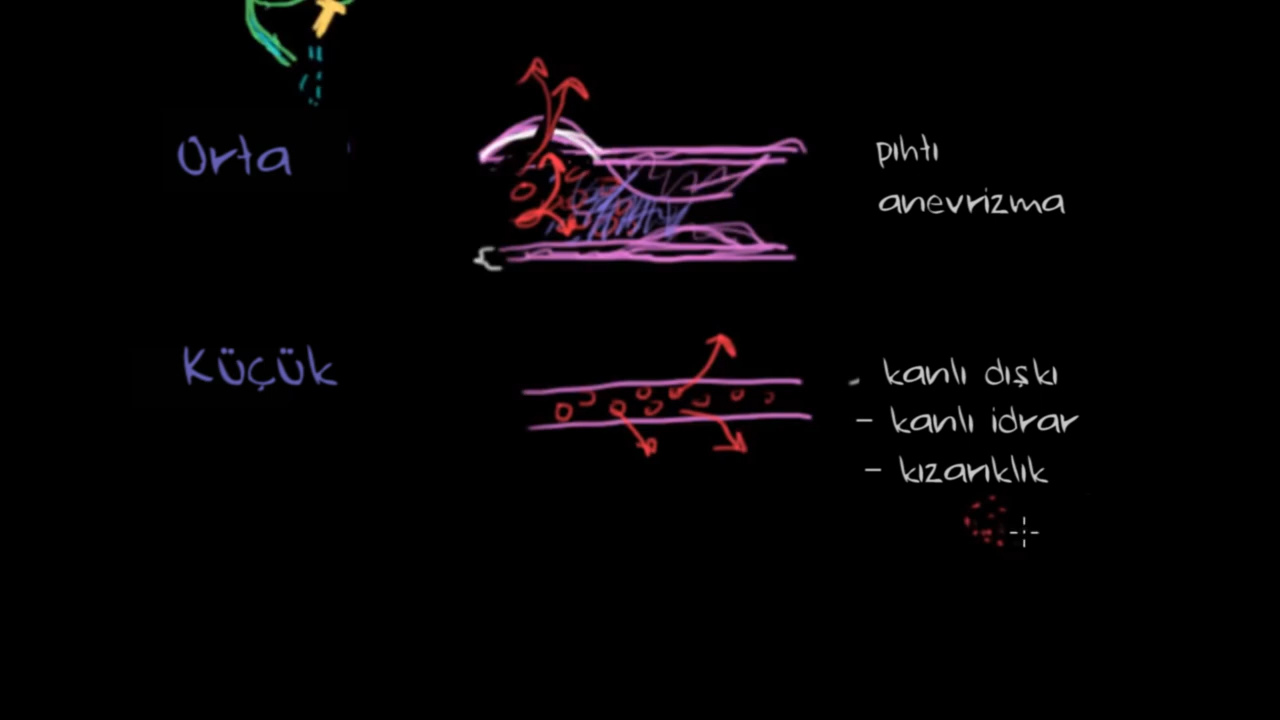 Orta
pıhtı
anevrizma
Küçük
- kanlı dışkı
- kanlı idrar
- kızarıklık